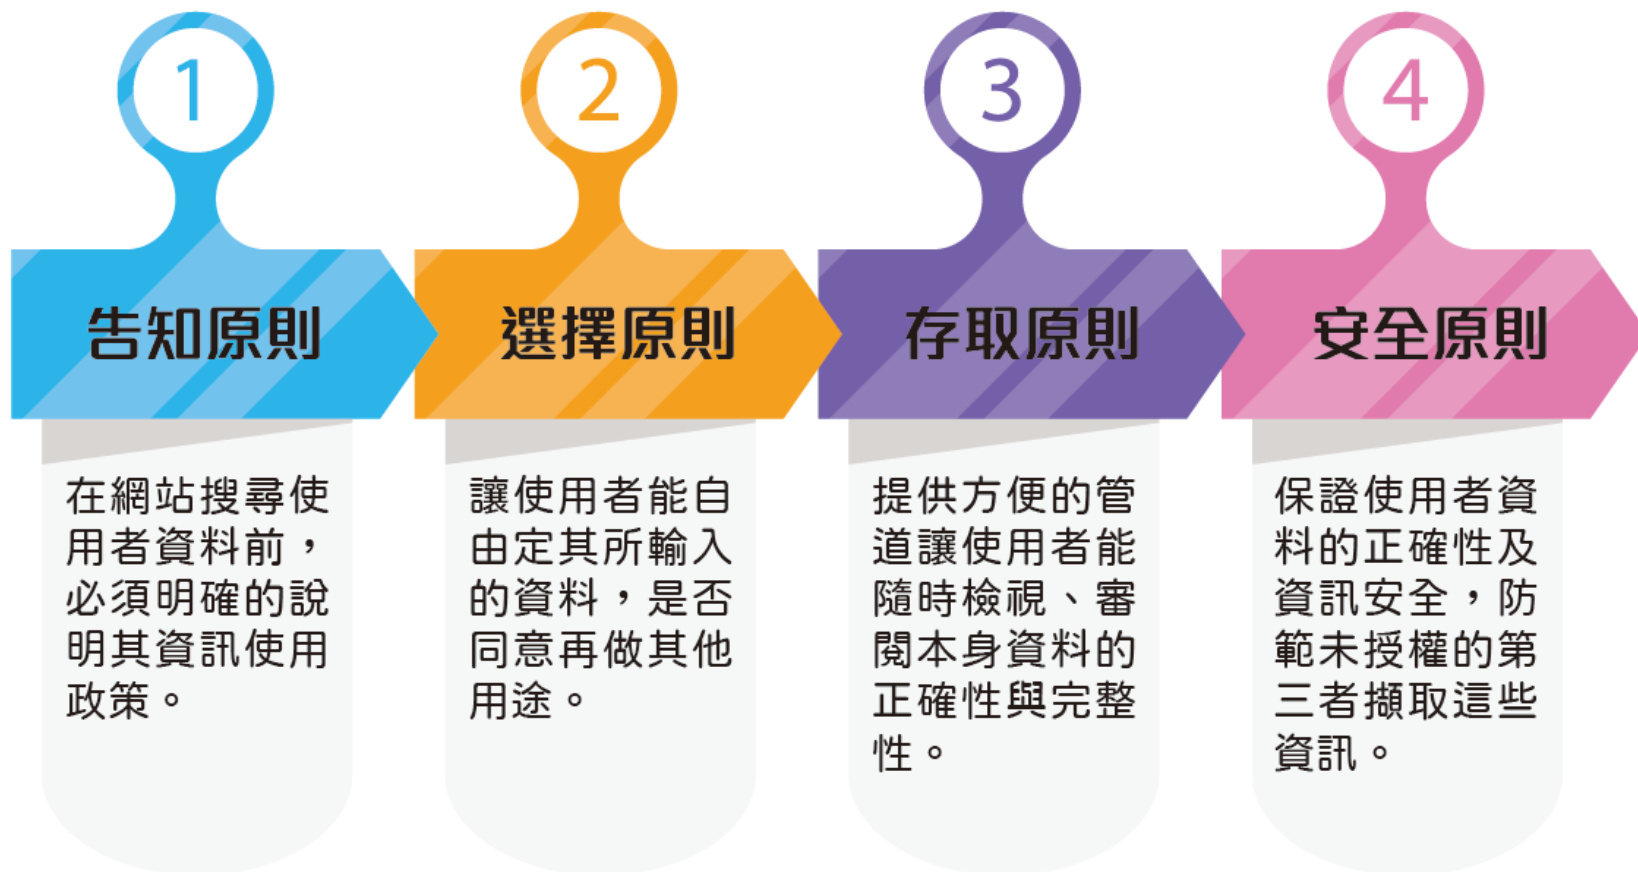 1
告知原則
在網站搜尋使
用者資料前，
必須明確的說
明其資訊使用
政策。
2
選擇原則
讓使用者能自
由定其所輸入
的資料，是否
同意再做其他
用途。
3
存取原則
提供方便的管
道讓使用者能
隨時檢視、審
閱本身資料的
正確性與完整
性。
4
安全原則
保證使用者資
料的正確性及
資訊安全，防
範未授權的第
三者擷取這些
資訊。